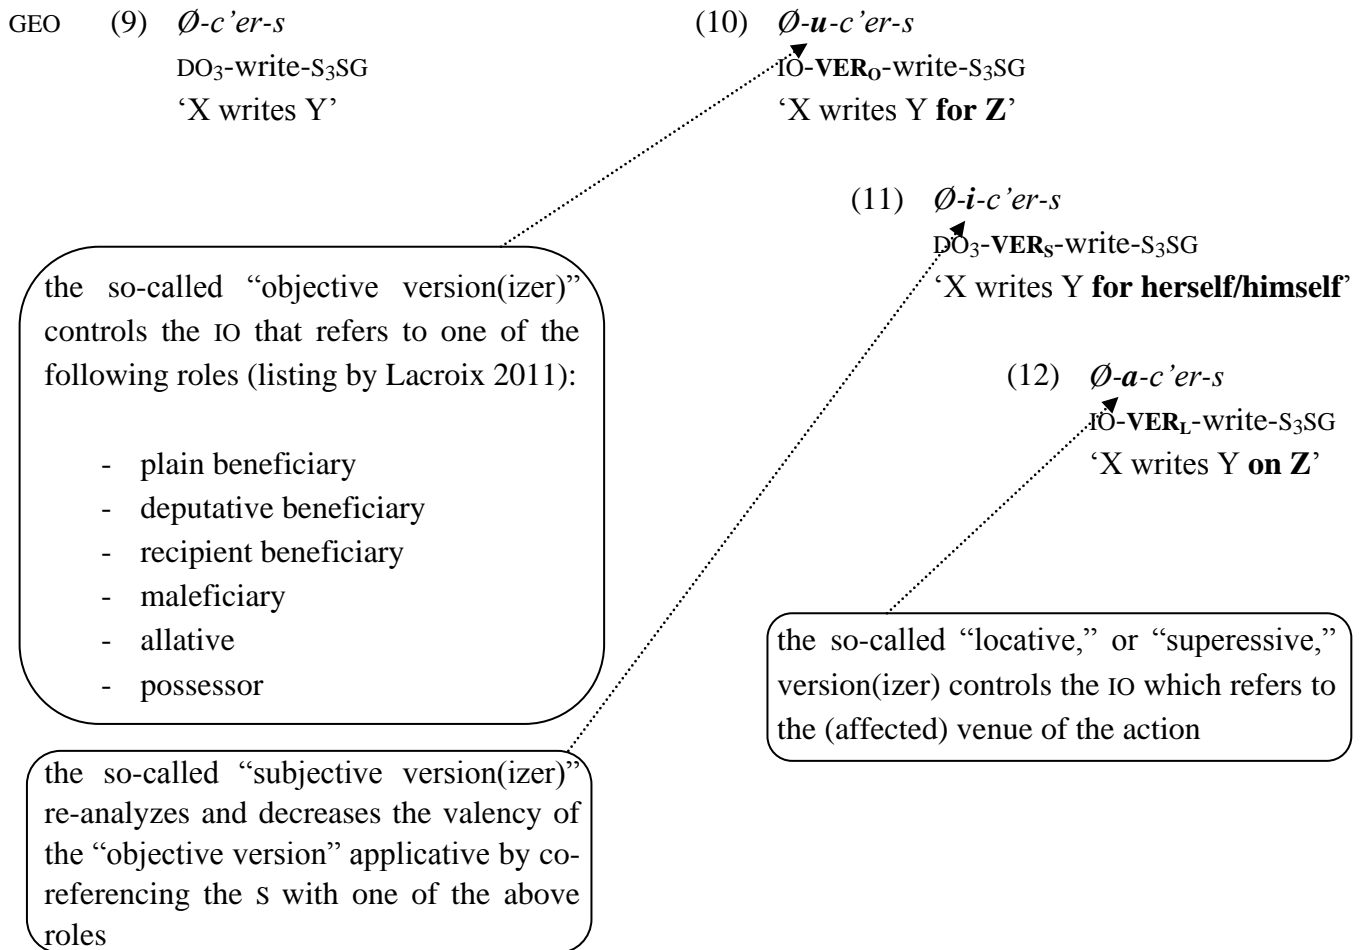 GEO (9) Ø-c’er-s (10) Ø-u-c’er-s
DO₃-write-S₃SG IO-VERₒ-write-S₃SG
‘X writes Y’ ‘X writes Y for Z’
(11) Ø-i-c’er-s
DO₃-VERₛ-write-S₃SG
‘X writes Y for herself/himself’
the so-called “objective version(izer)”
controls the IO that refers to one of the
following roles (listing by Lacroix 2011):
- plain beneficiary
- deputative beneficiary
- recipient beneficiary
- maleficiary
- allative
- possessor
(12) Ø-a-c’er-s
IO-VERL-write-S₃SG
‘X writes Y on Z’
the so-called “locative,” or “superessive,”
version(izer) controls the IO which refers to
the (affected) venue of the action
the so-called “subjective version(izer)”
re-analyzes and decreases the valency of
the “objective version” applicative by co-
referencing the S with one of the above
roles